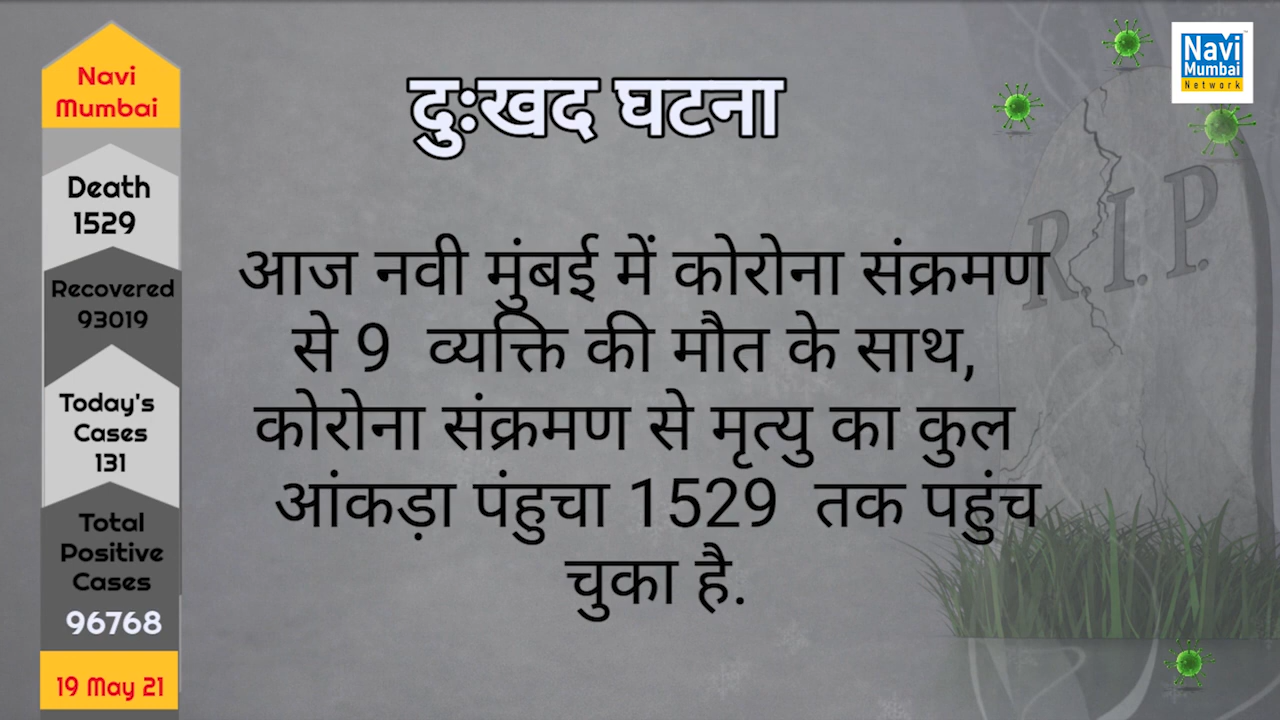 Navi
Mumbai
Death
1529
Recovered
93019
Today's
Cases
131
Total
Positive
Cases
96768
19 May 21
दुःखद घटना
आज नवी मुंबई में कोरोना संक्रमण
से 9 व्यक्ति की मौत के साथ,
कोरोना संक्रमण से मृत्यु का कुल
आंकड़ा पंहुचा 1529 तक पहुंच
चुका है.
R.I.P.
Navi
Mumbai
Network